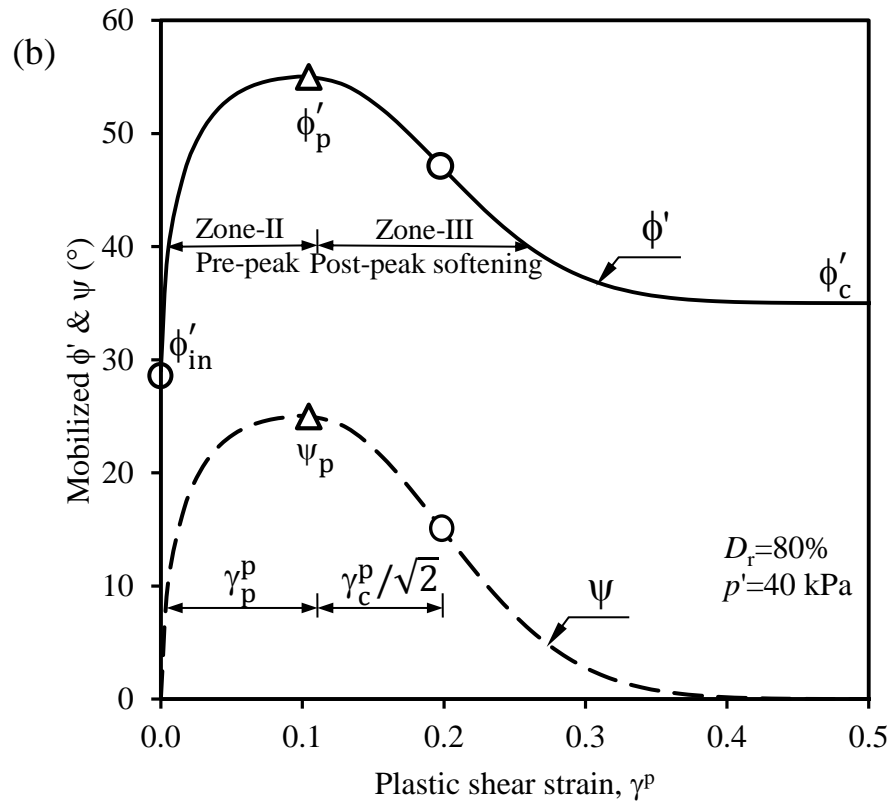 (b)
60
50
40
30
20
10
0
Mobilized ϕ' & ψ (°)
ϕ′p
Zone-II Zone-III
Pre-peak Post-peak softening
ϕ'
ϕ′c
ϕ′in
ψp
γpp γcp/√2
ψ
Dr=80%
p'=40 kPa
0.0 0.1 0.2 0.3 0.4 0.5
Plastic shear strain, γp